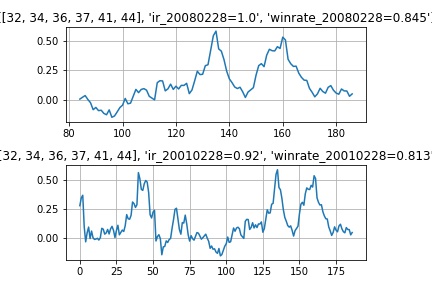 [32, 34, 36, 37, 41, 44], 'ir_20080228=1.0', 'winrate_20080228=0.845']
0.50
0.25
0.00
80 100 120 140 160 180
[32, 34, 36, 37, 41, 44], 'ir_20010228=0.92', 'winrate_20010228=0.813'
0.50
0.25
0.00
0 25 50 75 100 125 150 175